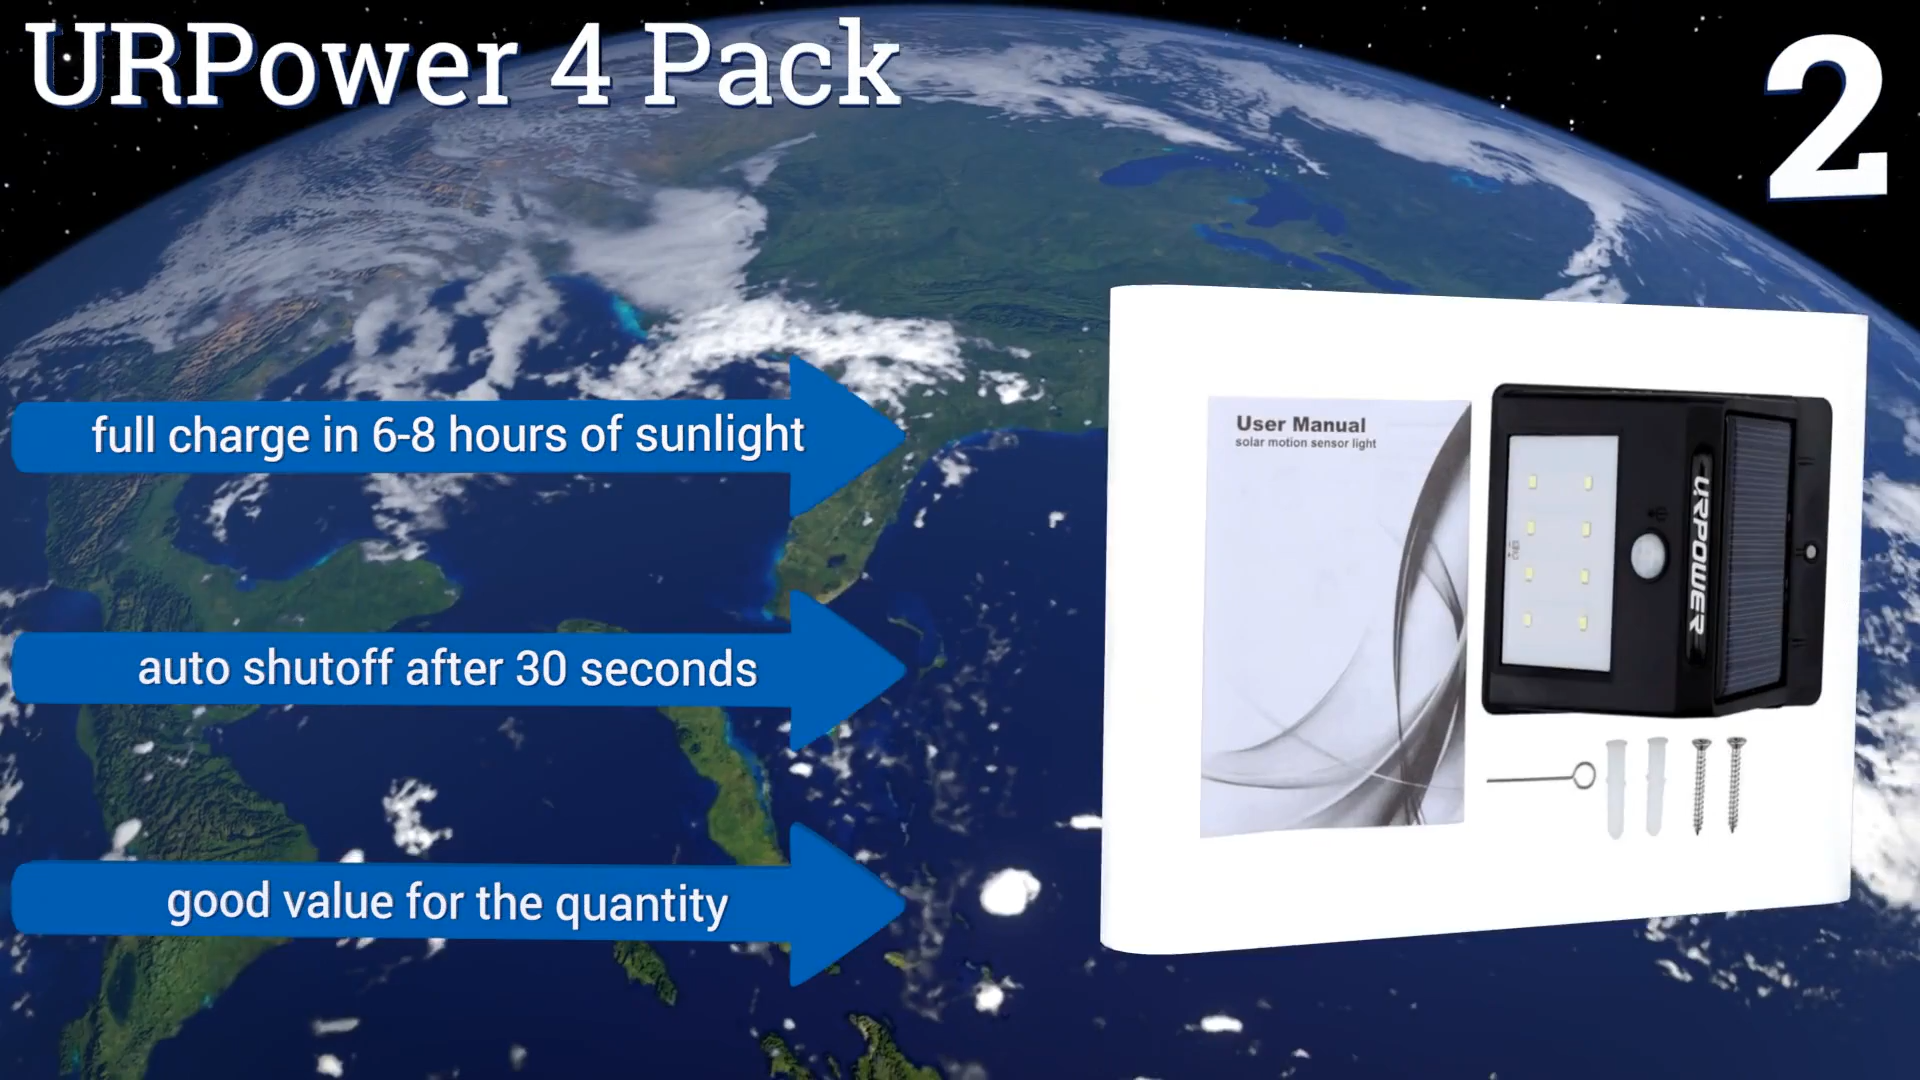 URPower 4 Pack
2
full charge in 6-8 hours of sunlight
auto shutoff after 30 seconds
good value for the quantity
User Manual
solar motion sensor light
URPOWER